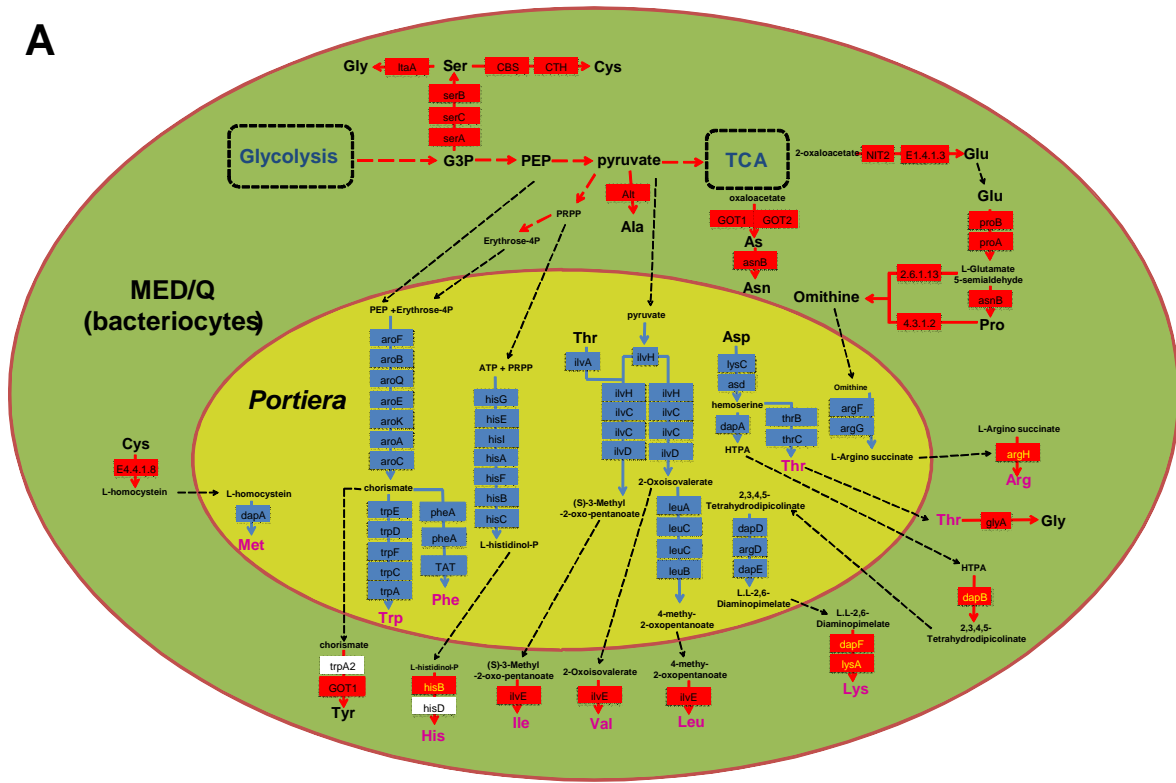 A
Gly
ltaA
Ser
CBS
CTH
Cys
serB
serC
serA
Glycolysis
G3P
PEP
pyruvate
TCA
2-oxaloacetate
NIT2
E1.4.1.3
Glu
Alt
Ala
PRPP
Erythrose-4P
oxaloacetate
GOT1
GOT2
As
asnB
Asn
Glu
proB
proA
L-Glutamate
5-semialdehyde
2.6.1.13
asnB
Omithine
4.3.1.2
Pro
MED/Q
(bacteriocytes)
Portiera
PEP +Erythrose-4P
aroF
aroB
aroQ
aroE
aroK
aroA
aroC
chorismate
trpE
trpD
trpF
trpC
trpA
Trp
pheA
pheA
TAT
Phe
ATP + PRPP
hisG
hisE
hisI
hisA
hisF
hisB
hisC
L-histidinol-P
pyruvate
Thr
ilvA
ilvH
ilvH
ilvC
ilvC
ilvD
ilvH
ilvC
ilvC
ilvD
(S)-3-Methyl
-2-oxo-pentanoate
2-Oxoisovalerate
leuA
leuC
leuC
leuB
4-methy-
2-oxopentanoate
Asp
lysC
asd
hemoserine
dapA
HTPA
thrB
thrC
Thr
2,3,4,5-
Tetrahydrodipicolinate
dapD
argD
dapE
L.L-2,6-
Diaminopimelate
Omithine
argF
argG
L-Argino succinate
L-Argino succinate
argH
Arg
Thr
glyA
Gly
HTPA
dapB
2,3,4,5-
Tetrahydrodipicolinate
L.L-2,6-
Diaminopimelate
dapF
lysA
Lys
Cys
E4.4.1.8
L-homocystein
L-homocystein
dapA
Met
chorismate
trpA2
GOT1
Tyr
L-histidinol-P
hisB
hisD
His
(S)-3-Methyl
-2-oxo-pentanoate
ilvE
Ile
2-Oxoisovalerate
ilvE
Val
4-methy-
2-oxopentanoate
ilvE
Leu